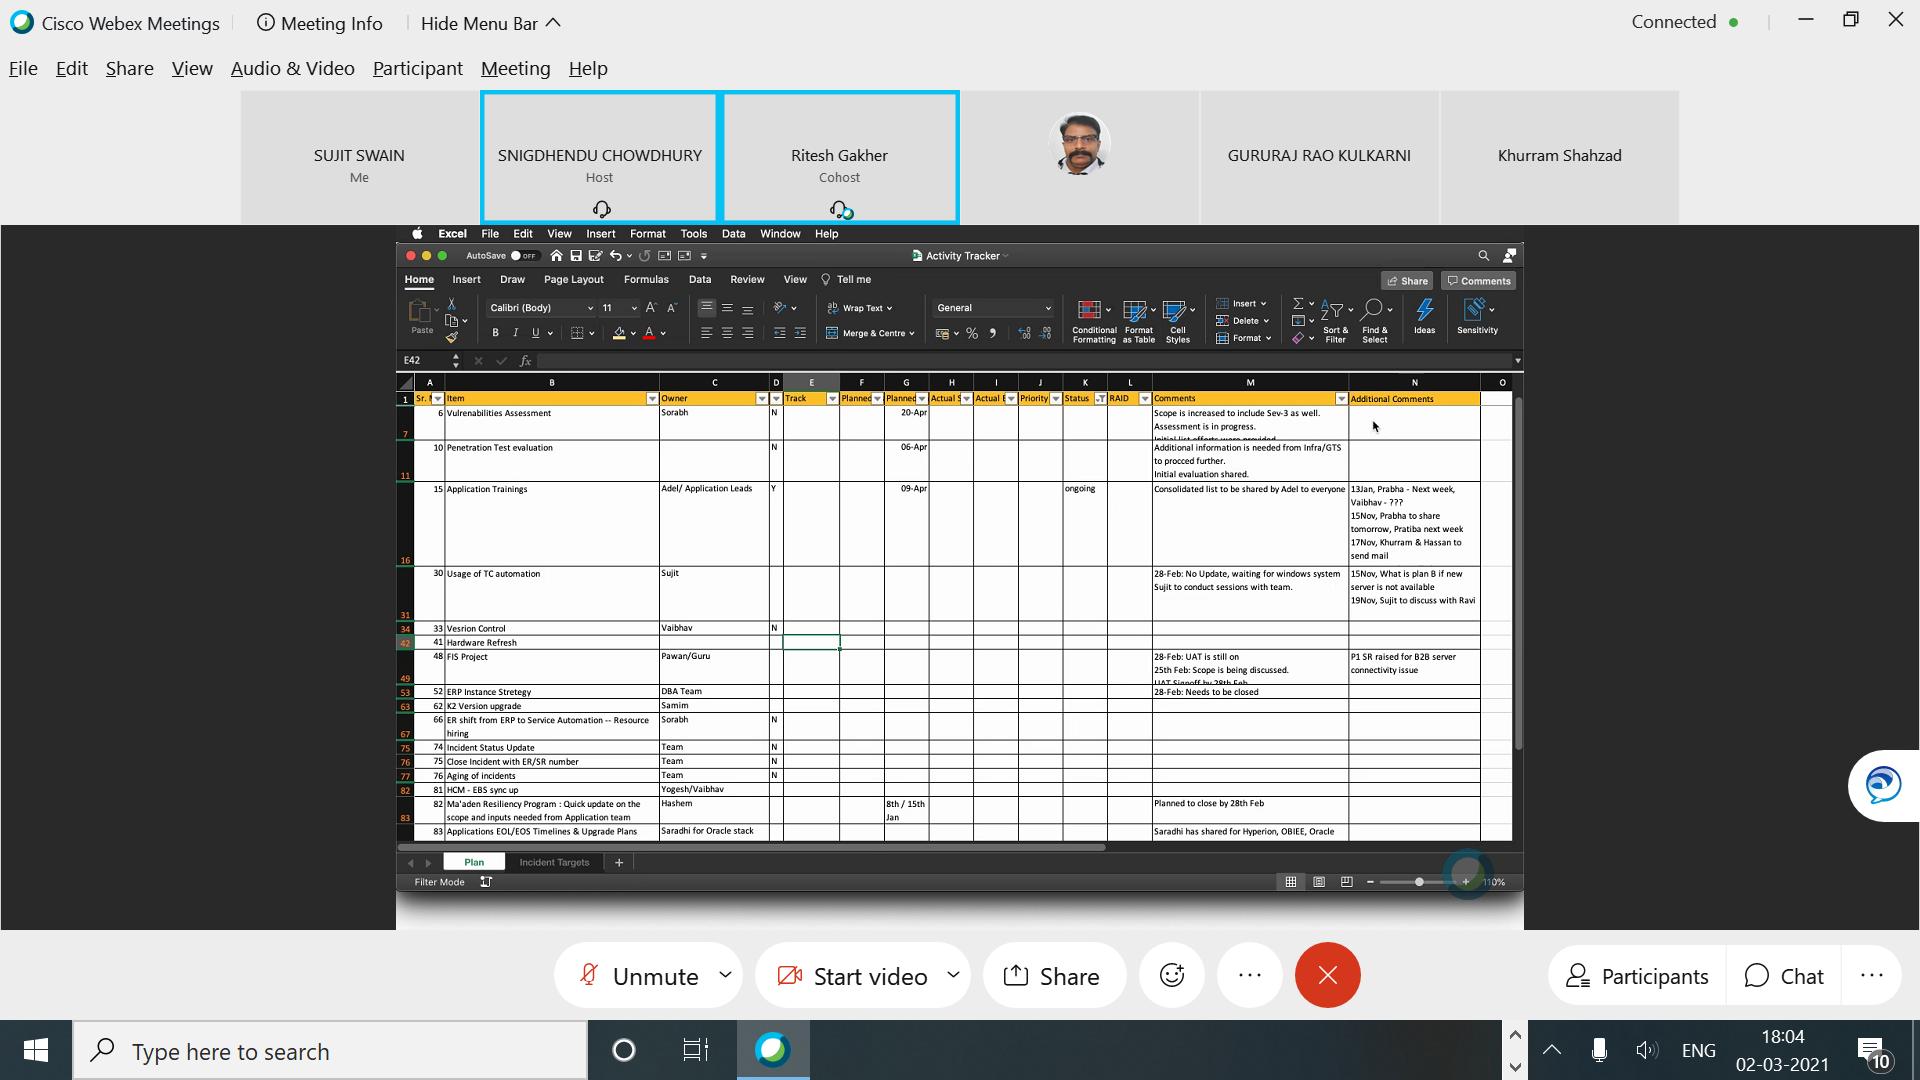 Cisco Webex Meetings
Meeting Info
Hide Menu Bar
Connected
File Edit Share View Audio & Video Participant Meeting Help
SUJIT SWAIN
Me
SNIGDHENDU CHOWDHURY
Host
Ritesh Gakher
Cohost
GURURAJ RAO KULKARNI
Khurram Shahzad
Excel File Edit View Insert Format Tools Data Window Help
AutoSave OFF
Activity Tracker
Home Insert Draw Page Layout Formulas Data Review View Tell me
Share
Comments
Paste
Calibri (Body) 11
B I U
Wrap Text
Merge & Centre
General
Conditional Formatting
Format as Table
Cell Styles
Insert
Delete
Format
Sort & Filter
Find & Select
Ideas
Sensitivity
E42
fx
A B C D E F G H I J K L M N O
1 Sr. Item Owner Track Planned Planned Actual S Actual Priority Status RAID Comments Additional Comments
7 6 Vulrenabilities Assessment Sorabh N 20-Apr Scope is increased to include Sev-3 as well.
Assessment is in progress.
Initial list efforts were provided
11 10 Penetration Test evaluation N 06-Apr Additional information is needed from Infra/GTS
to procced further.
Initial evaluation shared.
16 15 Application Trainings Adel/ Application Leads Y 09-Apr ongoing Consolidated list to be shared by Adel to everyone 13Jan, Prabha - Next week,
Vaibhav - ???
15Nov, Prabha to share
tomorrow, Pratiba next week
17Nov, Khurram & Hassan to
send mail
31 30 Usage of TC automation Sujit 28-Feb: No Update, waiting for windows system 15Nov, What is plan B if new
Sujit to conduct sessions with team. server is not available
19Nov, Sujit to discuss with Ravi
34 33 Vesrion Control Vaibhav N
42 41 Hardware Refresh
49 48 FIS Project Pawan/Guru 28-Feb: UAT is still on P1 SR raised for B2B server
25th Feb: Scope is being discussed. connectivity issue
UAT Signoff by 28th Feb
53 52 ERP Instance Stretegy DBA Team 28-Feb: Needs to be closed
63 62 K2 Version upgrade Samim
67 66 ER shift from ERP to Service Automation -- Resource Sorabh N
hiring
75 74 Incident Status Update Team N
76 75 Close Incident with ER/SR number Team N
77 76 Aging of incidents Team N
82 81 HCM - EBS sync up Yogesh/Vaibhav
83 82 Ma'aden Resiliency Program : Quick update on the Hashem 8th / 15th Planned to close by 28th Feb
scope and inputs needed from Application team Jan
83 Applications EOL/EOS Timelines & Upgrade Plans Saradhi for Oracle stack Saradhi has shared for Hyperion, OBIEE, Oracle
Plan
Incident Targets
Filter Mode
110%
Unmute
Start video
Share
Participants
Chat
Type here to search
ENG
18:04
02-03-2021
10